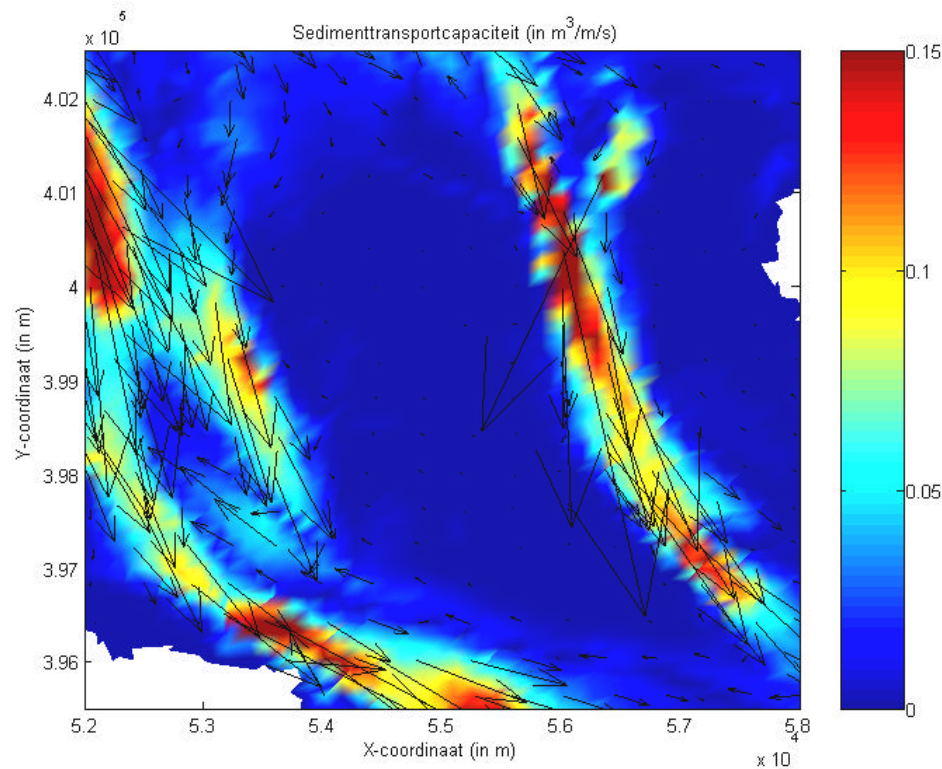 x 10^5
Sedimenttransportcapaciteit (in m^3/m/s)
4.02
4.01
4
3.99
3.98
3.97
3.96
Y-coordinaat (in m)
5.2 5.3 5.4 5.5 5.6 5.7 5.8
X-coordinaat (in m)
x 10^4
0.15
0.1
0.05
0